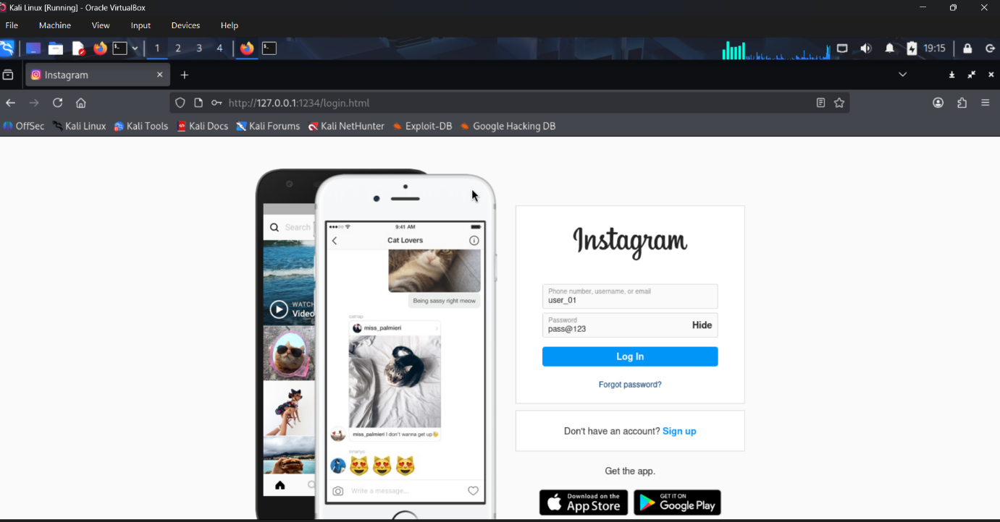 Kali Linux [Running] - Oracle VirtualBox
File Machine View Input Devices Help
1 2 3 4 19:15
Instagram
http://127.0.0.1:1234/login.html
OffSec Kali Linux Kali Tools Kali Docs Kali Forums Kali NetHunter Exploit-DB Google Hacking DB
Search
WATCH
Video
9:41 AM
Cat Lovers
Being sassy right meow
catnap
miss_palmieri
miss_palmieri I don't wanna get up
Write a message...
Instagram
Phone number, username, or email
user_01
Password
pass@123
Hide
Log In
Forgot password?
Don't have an account? Sign up
Get the app.
Download on the
App Store
GET IT ON
Google Play